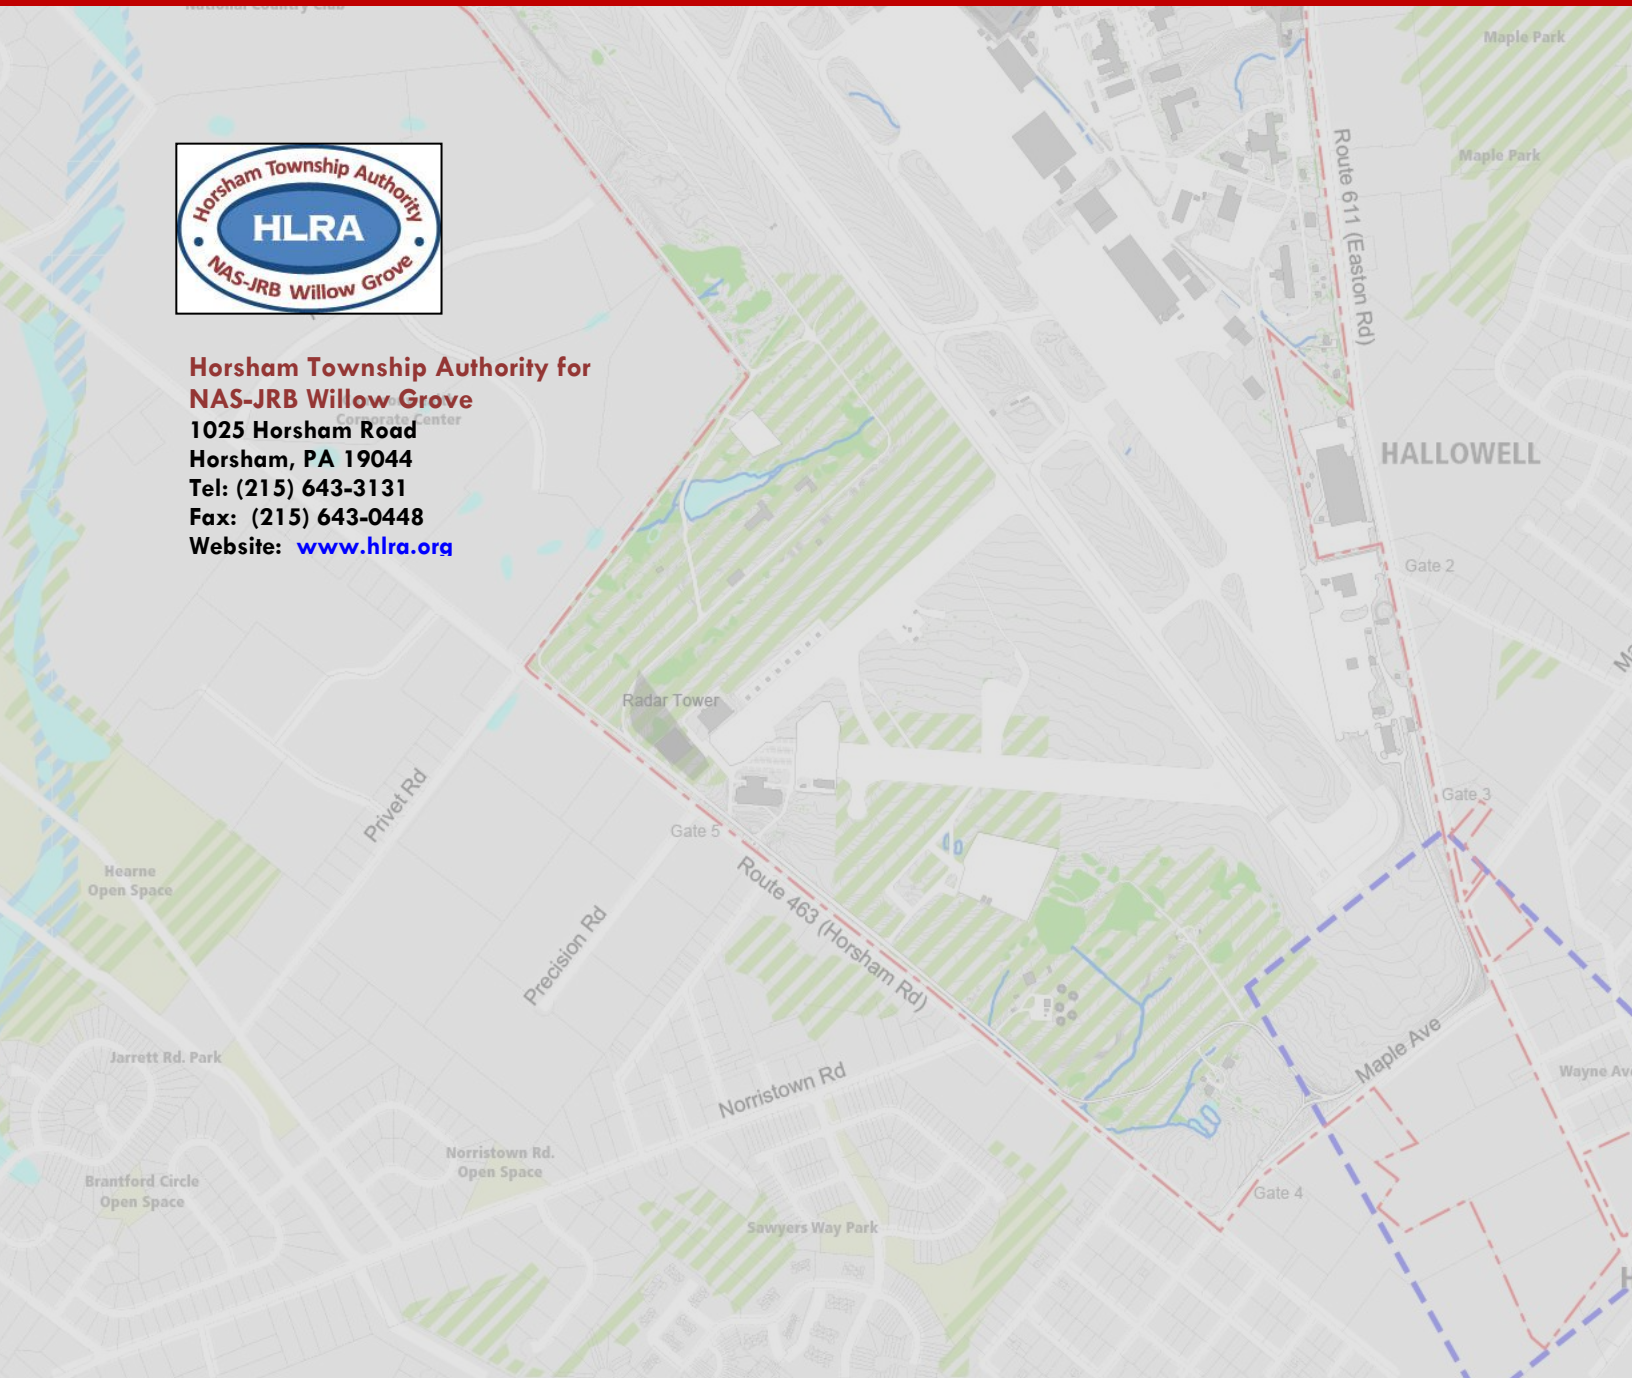 National Country Club
Maple Park
Maple Park
Route 611 (Easton Rd)
Horsham Township Authority
HLRA
NAS-JRB Willow Grove
Horsham Township Authority for
NAS-JRB Willow Grove
Corporate Center
1025 Horsham Road
Horsham, PA 19044
Tel: (215) 643-3131
Fax: (215) 643-0448
Website: www.hlra.org
HALLOWELL
Gate 2
Radar Tower
Privet Rd
Gate 3
Gate 5
Hearne
Open Space
Route 463 (Horsham Rd)
Precision Rd
Jarrett Rd. Park
Maple Ave
Wayne Ave
Norristown Rd
Norristown Rd.
Open Space
Brantford Circle
Open Space
Gate 4
Sawyers Way Park